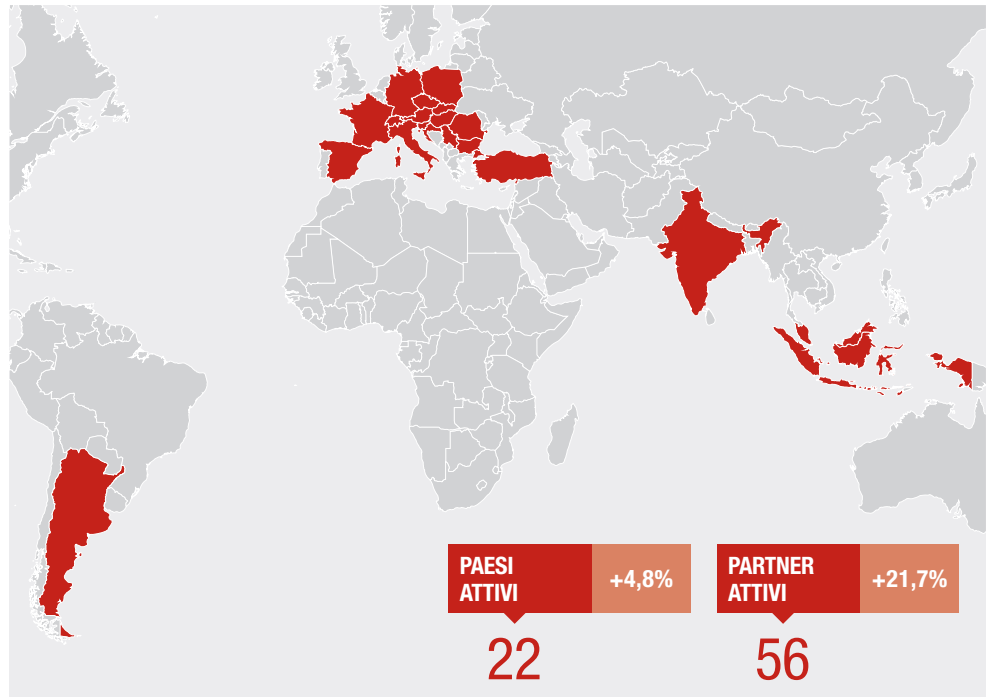 PAESI
ATTIVI
+4,8%
22
PARTNER
ATTIVI
+21,7%
56